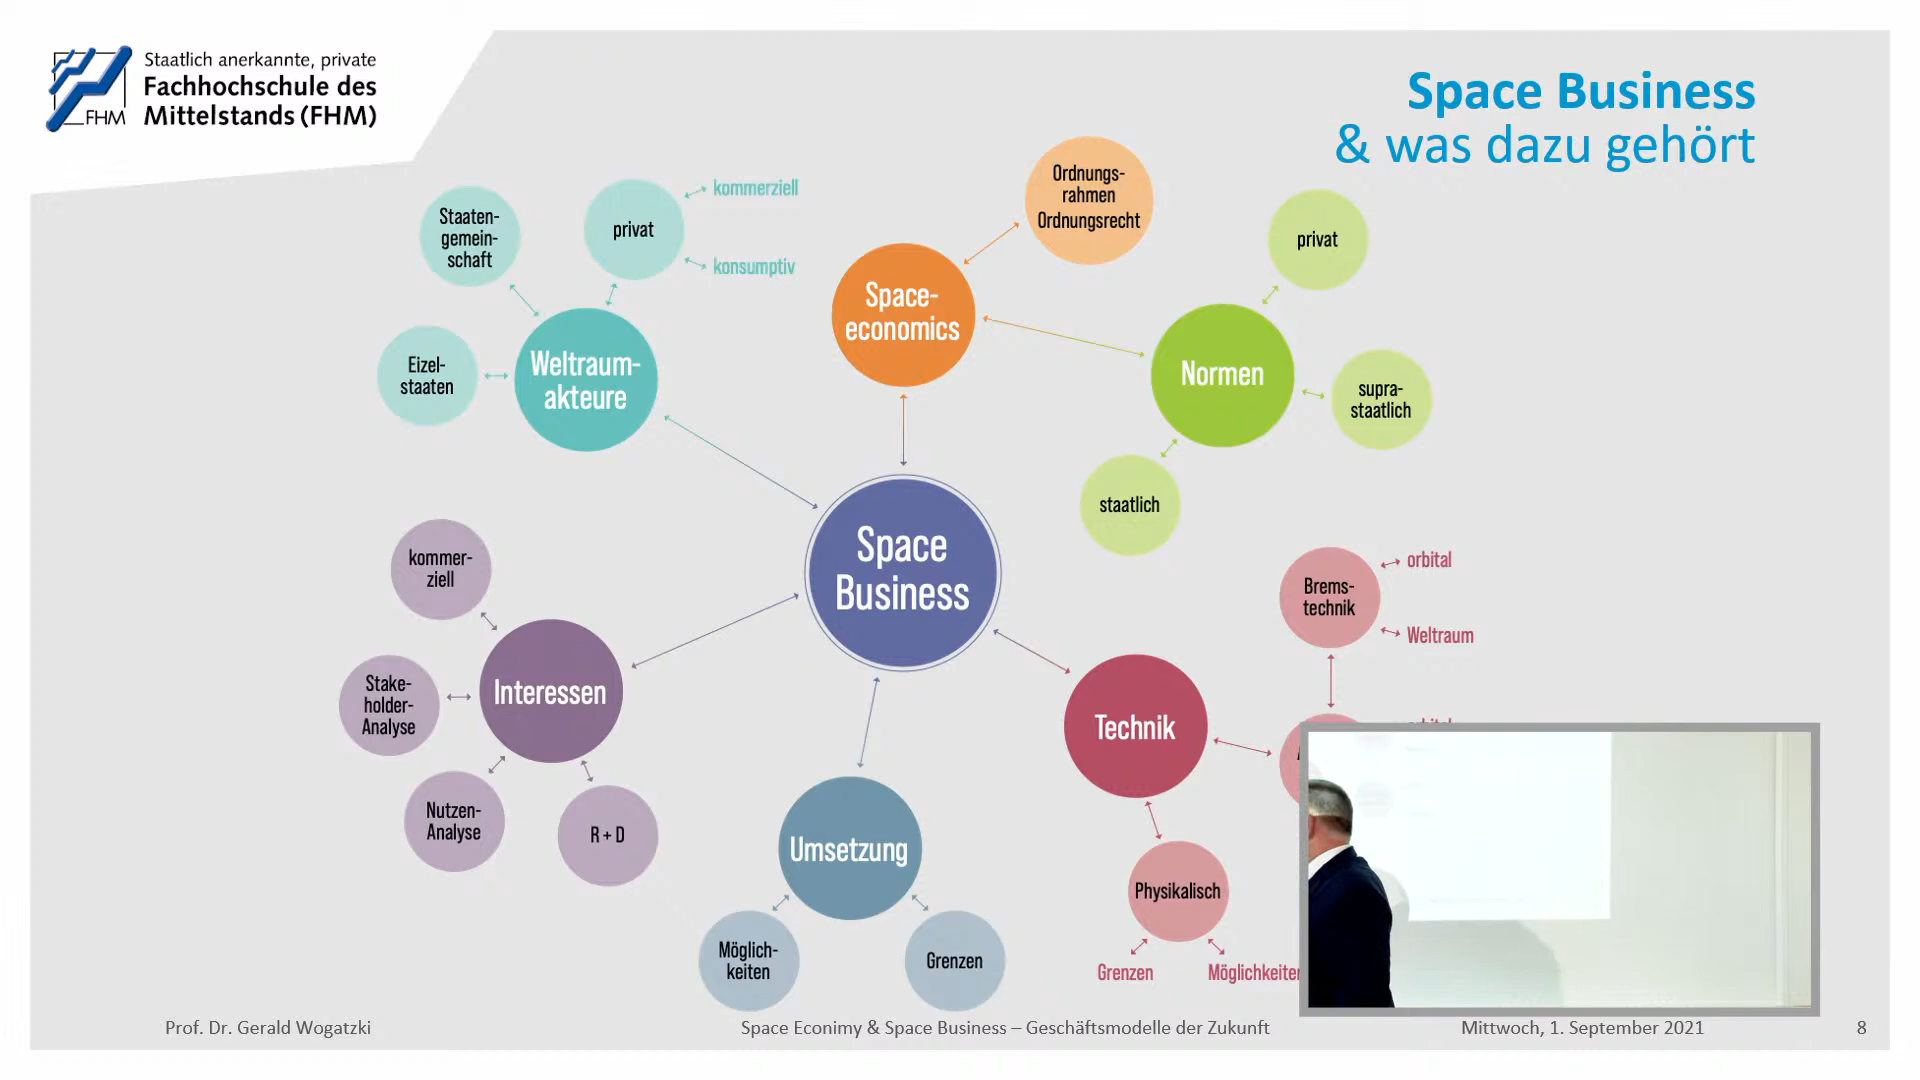 Staatlich anerkannte, private
Fachhochschule des
Mittelstands (FHM)
FHM
Space Business
& was dazu gehört
Staaten-
gemein-
schaft
privat
kommerziell
konsumptiv
Eizel-
staaten
Weltraum-
akteure
Space-
economics
Ordnungs-
rahmen
Ordnungsrecht
Normen
privat
supra-
staatlich
staatlich
Space
Business
kommer-
ziell
Stake-
holder-
Analyse
Interessen
Nutzen-
Analyse
R + D
Umsetzung
Möglich-
keiten
Grenzen
Technik
Brems-
technik
orbital
Weltraum
Physikalisch
Grenzen
Möglichkeiten
Prof. Dr. Gerald Wogatzki
Space Econimy & Space Business – Geschäftsmodelle der Zukunft
Mittwoch, 1. September 2021
8